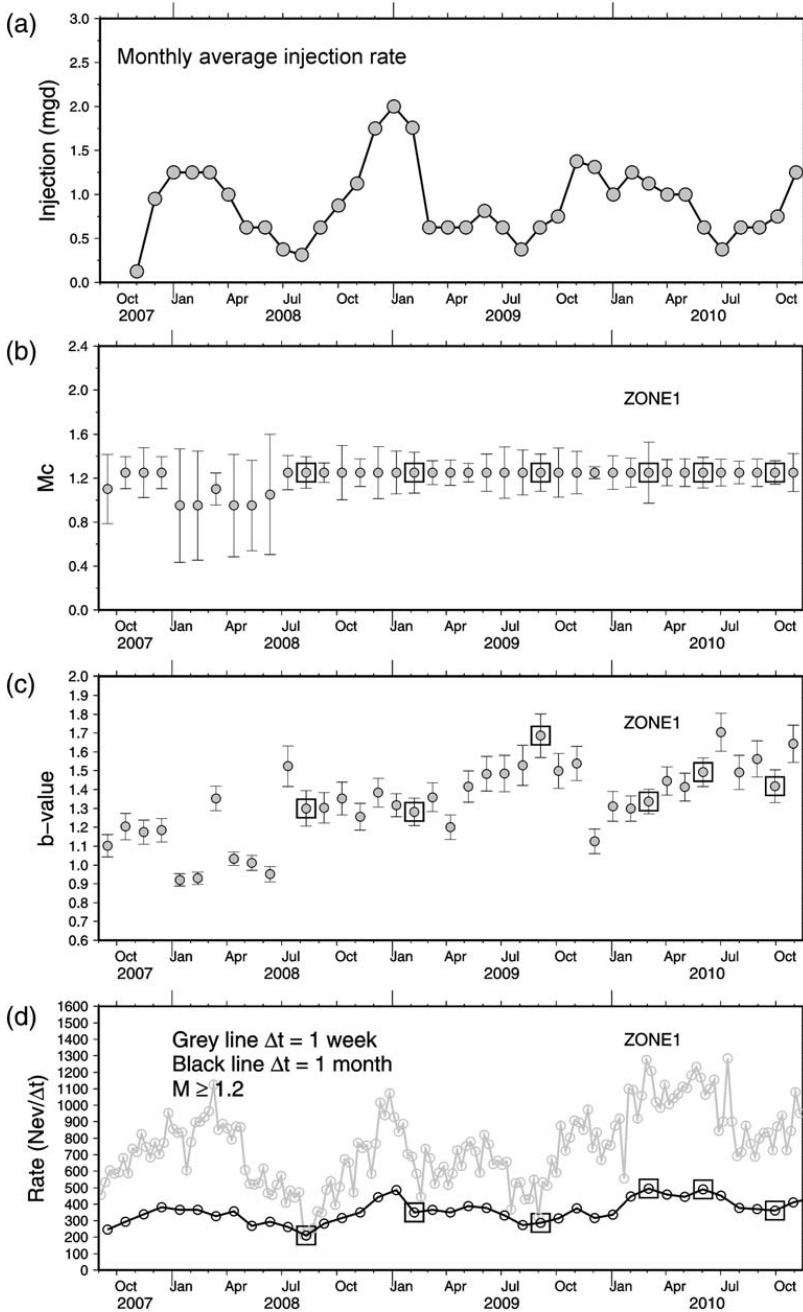 (a)
3.0
2.5
2.0
1.5
1.0
0.5
0.0
Injection (mgd)
Monthly average injection rate
Oct Jan Apr Jul Oct Jan Apr Jul Oct Jan Apr Jul Oct
2007 2008 2009 2010
(b)
2.4
2.0
1.6
1.2
0.8
0.4
0.0
Mc
ZONE1
Oct Jan Apr Jul Oct Jan Apr Jul Oct Jan Apr Jul Oct
2007 2008 2009 2010
(c)
2.0
1.9
1.8
1.7
1.6
1.5
1.4
1.3
1.2
1.1
1.0
0.9
0.8
0.7
0.6
b-value
ZONE1
Oct Jan Apr Jul Oct Jan Apr Jul Oct Jan Apr Jul Oct
2007 2008 2009 2010
(d)
1600
1500
1400
1300
1200
1100
1000
900
800
700
600
500
400
300
200
100
0
Rate (Nev/Δt)
Grey line Δt = 1 week
Black line Δt = 1 month
M ≥ 1.2
ZONE1
Oct Jan Apr Jul Oct Jan Apr Jul Oct Jan Apr Jul Oct
2007 2008 2009 2010